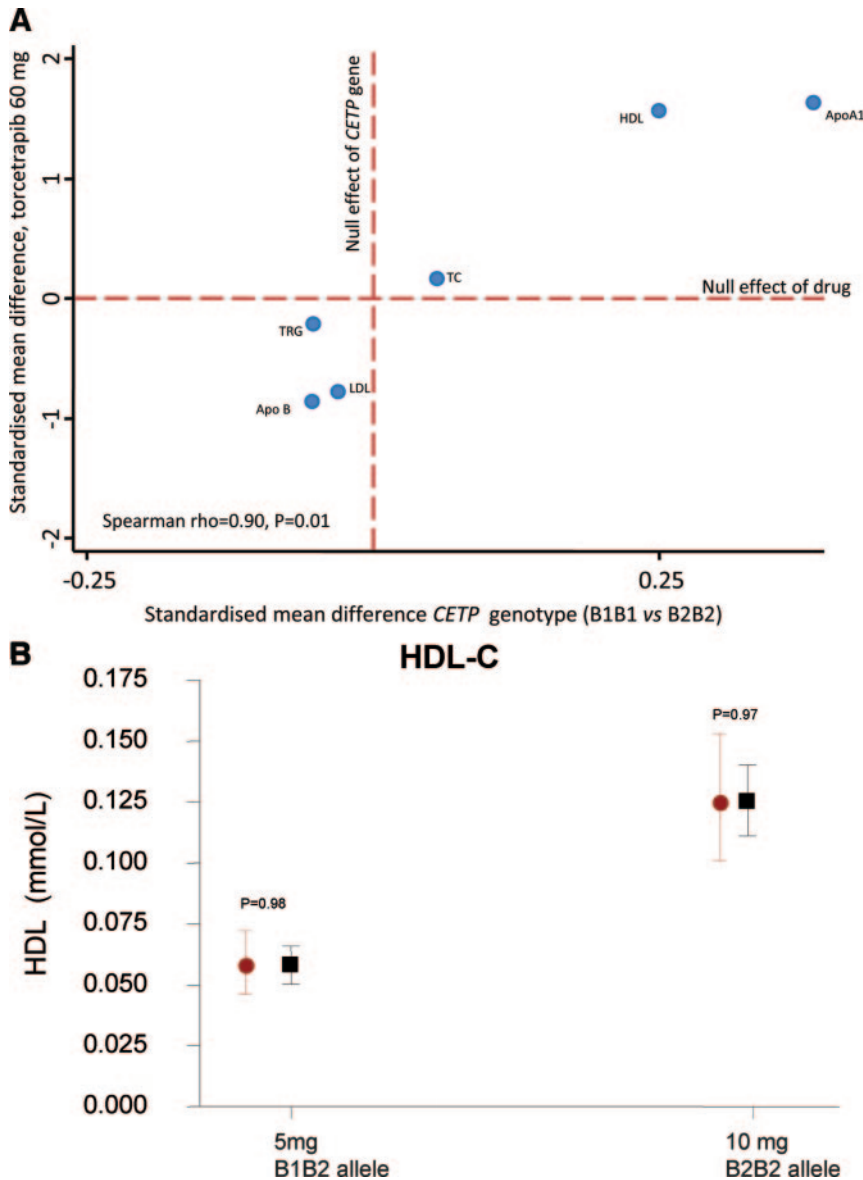 A
Standardised mean difference, torcetrapib 60 mg
2
1
0
-1
-2
Null effect of CETP gene
HDL
ApoA1
TC
Null effect of drug
TRG
LDL
Apo B
Spearman rho=0.90, P=0.01
-0.25
0.25
Standardised mean difference CETP genotype (B1B1 vs B2B2)
B
HDL-C
HDL (mmol/L)
0.175
0.150
0.125
0.100
0.075
0.050
0.025
0.000
P=0.97
P=0.98
5mg
B1B2 allele
10 mg
B2B2 allele